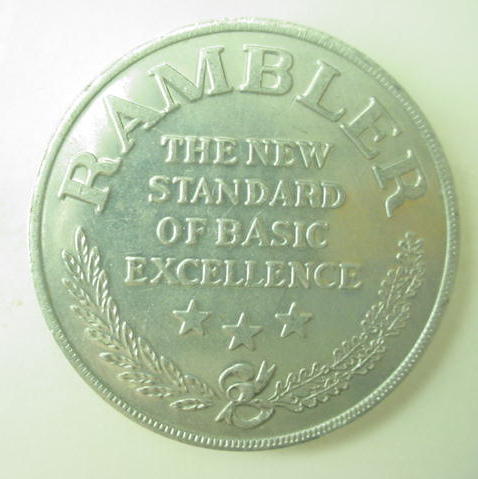 RAMBLER
THE NEW
STANDARD
OF BASIC
EXCELLENCE